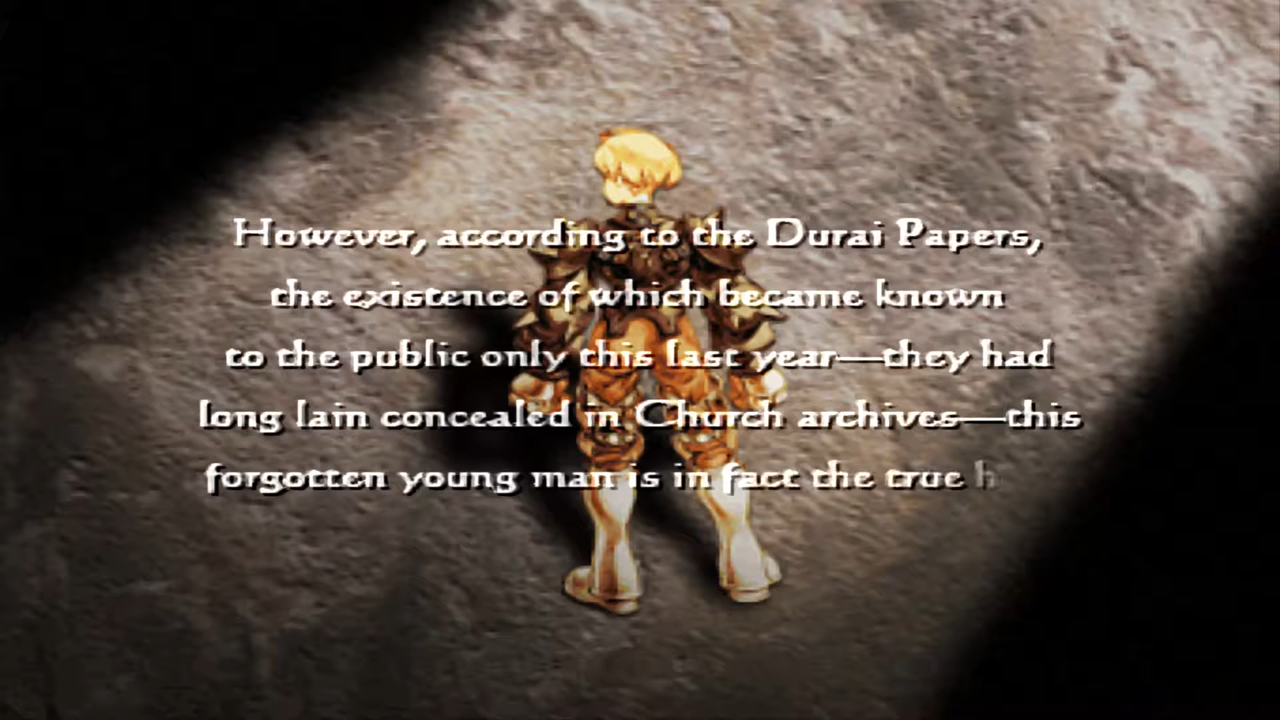 However, according to the Durai Papers,
the existence of which became known
to the public only this last year—they had
long lain concealed in Church archives—this
forgotten young man is in fact the true h